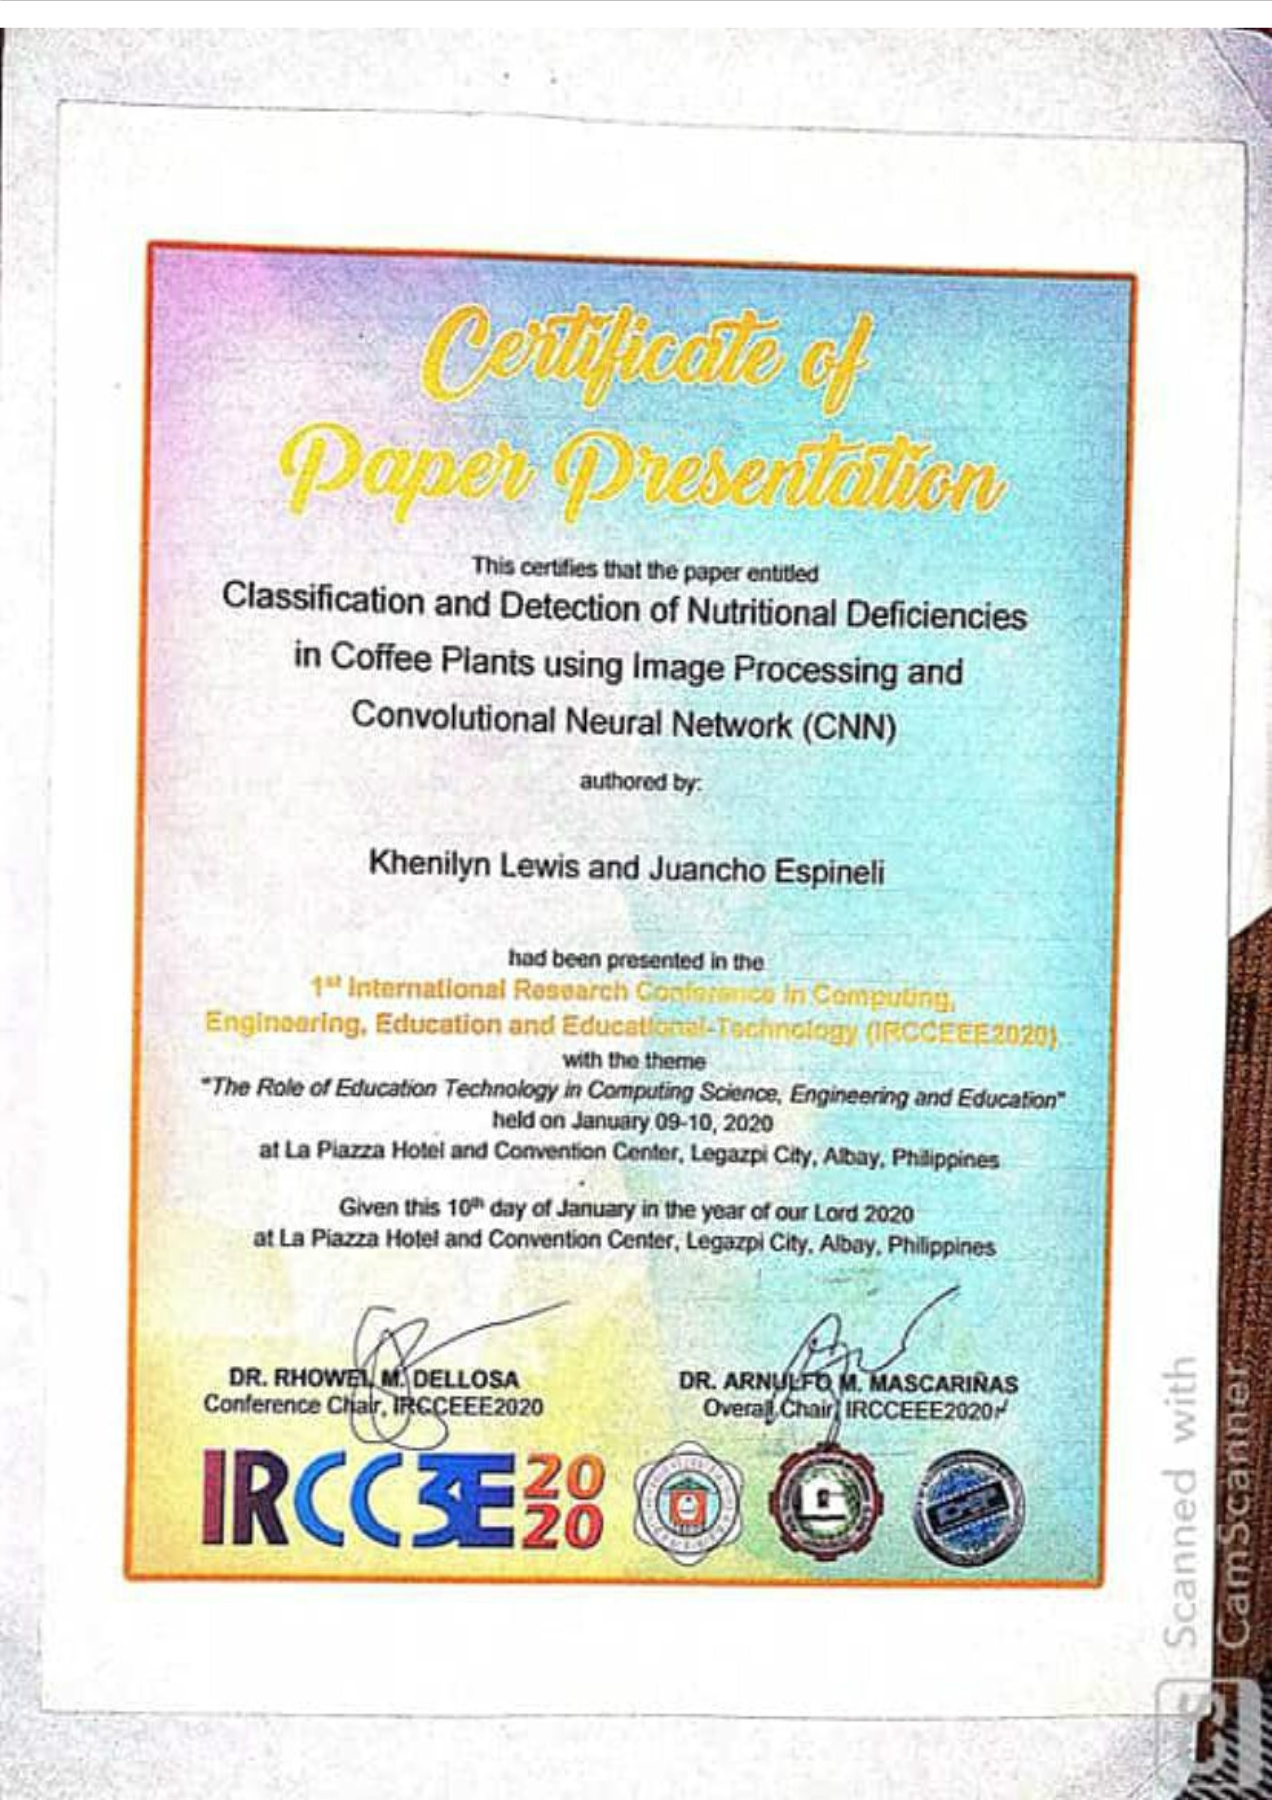 Certificate of
Paper Presentation
This certifies that the paper entitled
Classification and Detection of Nutritional Deficiencies
in Coffee Plants using Image Processing and
Convolutional Neural Network (CNN)
authored by:
Khenilyn Lewis and Juancho Espineli
had been presented in the
1st International Research Conference in Computing,
Engineering, Education and Educational-Technology (IRCCEEE2020)
with the theme
"The Role of Education Technology in Computing Science, Engineering and Education"
held on January 09-10, 2020
at La Piazza Hotel and Convention Center, Legazpi City, Albay, Philippines
Given this 10th day of January in the year of our Lord 2020
at La Piazza Hotel and Convention Center, Legazpi City, Albay, Philippines
DR. RHOWEL M. DELLOSA
Conference Chair, IRCCEEE2020
DR. ARNULFO M. MASCARIÑAS
Overall Chair, IRCCEEE2020
IRCC3E 2020
CS Scanned with
CamScanner